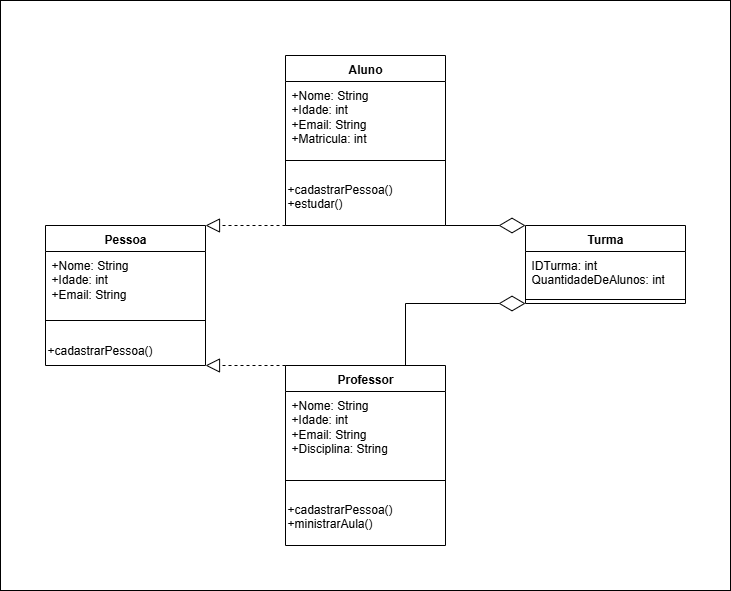 Aluno
+Nome: String
+Idade: int
+Email: String
+Matricula: int
+cadastrarPessoa()
+estudar()
Pessoa
+Nome: String
+Idade: int
+Email: String
+cadastrarPessoa()
Turma
IDTurma: int
QuantidadeDeAlunos: int
Professor
+Nome: String
+Idade: int
+Email: String
+Disciplina: String
+cadastrarPessoa()
+ministrarAula()